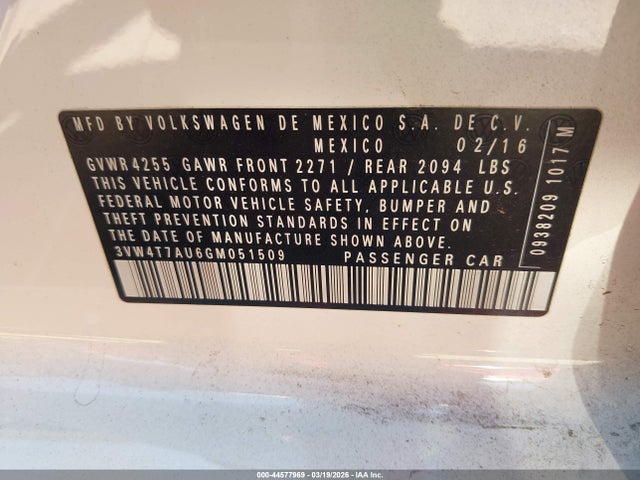 MFD BY VOLKSWAGEN DE MEXICO S.A. DE C.V.
MEXICO 02/16
GVWR 4255 GAWR FRONT 2271 / REAR 2094 LBS
THIS VEHICLE CONFORMS TO ALL APPLICABLE U.S.
FEDERAL MOTOR VEHICLE SAFETY, BUMPER AND
THEFT PREVENTION STANDARDS IN EFFECT ON
THE DATE OF MANUFACTURE SHOWN ABOVE.
3VW4T7AU6GM051509 PASSENGER CAR
0938209 1017 M
000-44577969 | 03/19/2026 | IAA Inc.